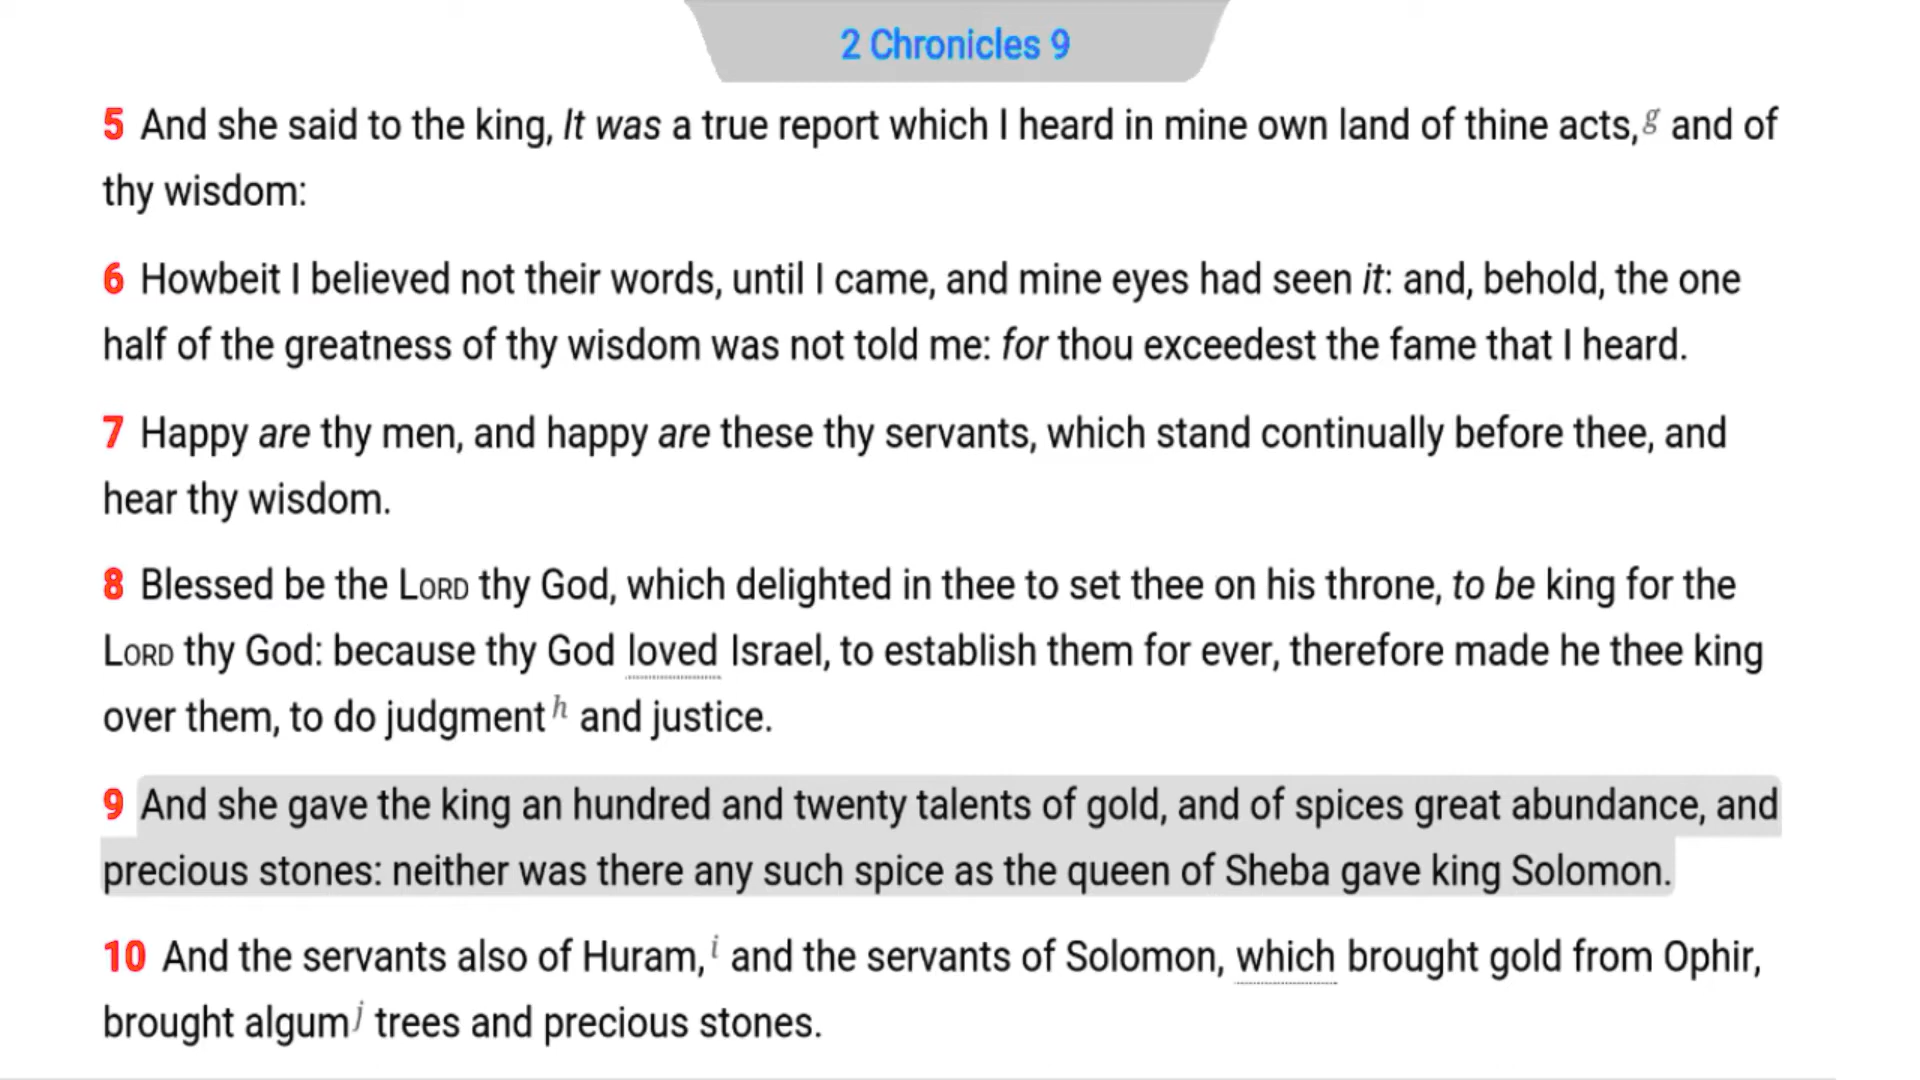 2 Chronicles 9
5 And she said to the king, It was a true report which I heard in mine own land of thine acts,g and of
thy wisdom:
6 Howbeit I believed not their words, until I came, and mine eyes had seen it: and, behold, the one
half of the greatness of thy wisdom was not told me: for thou exceedest the fame that I heard.
7 Happy are thy men, and happy are these thy servants, which stand continually before thee, and
hear thy wisdom.
8 Blessed be the LORD thy God, which delighted in thee to set thee on his throne, to be king for the
LORD thy God: because thy God loved Israel, to establish them for ever, therefore made he thee king
over them, to do judgment h and justice.
9 And she gave the king an hundred and twenty talents of gold, and of spices great abundance, and
precious stones: neither was there any such spice as the queen of Sheba gave king Solomon.
10 And the servants also of Huram,i and the servants of Solomon, which brought gold from Ophir,
brought algum j trees and precious stones.